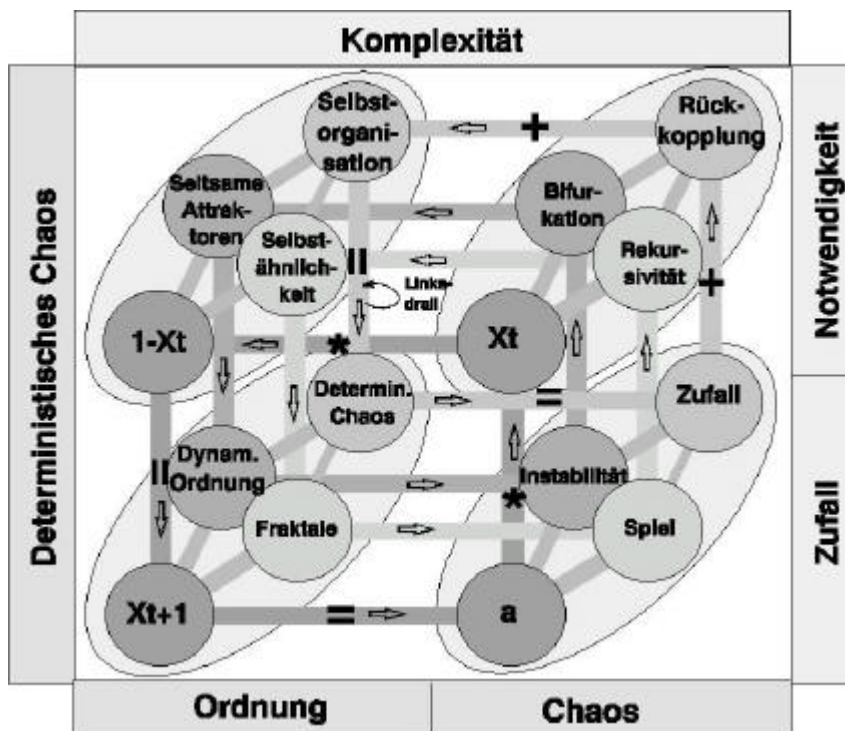 Komplexität
Deterministisches Chaos
Notwendigkeit
Zufall
Ordnung
Chaos
Selbst-
organi-
sation
+
Rück-
kopplung
Seltsame
Attrak-
toren
Bifur-
kation
Selbst-
ähnlich-
keit
=
Rekur-
sivität
+
Links-
drall
1-Xt
*
Xt
Determin.
Chaos
=
Zufall
=
Dynam.
Ordnung
*
Instabilität
Fraktale
Spiel
Xt+1
=
a